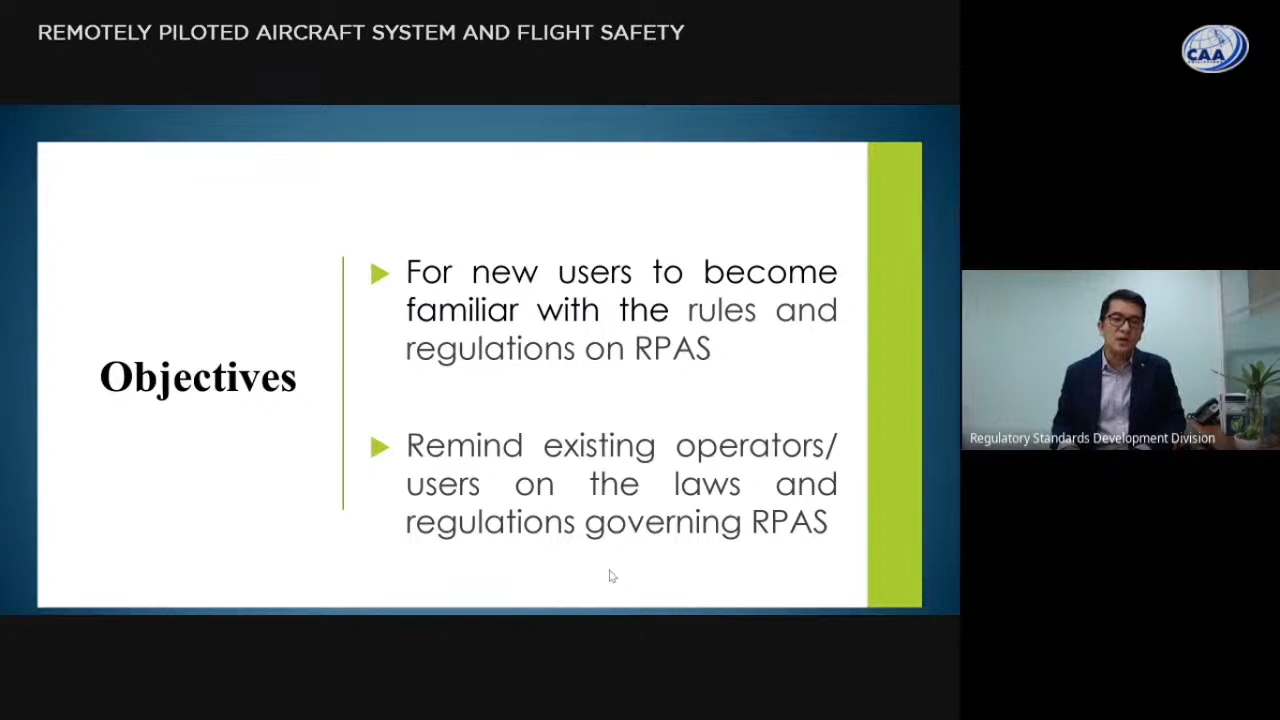 REMOTELY PILOTED AIRCRAFT SYSTEM AND FLIGHT SAFETY
CAA
Objectives
For new users to become
familiar with the rules and
regulations on RPAS
Remind existing operators/
users on the laws and
regulations governing RPAS
Regulatory Standards Development Division